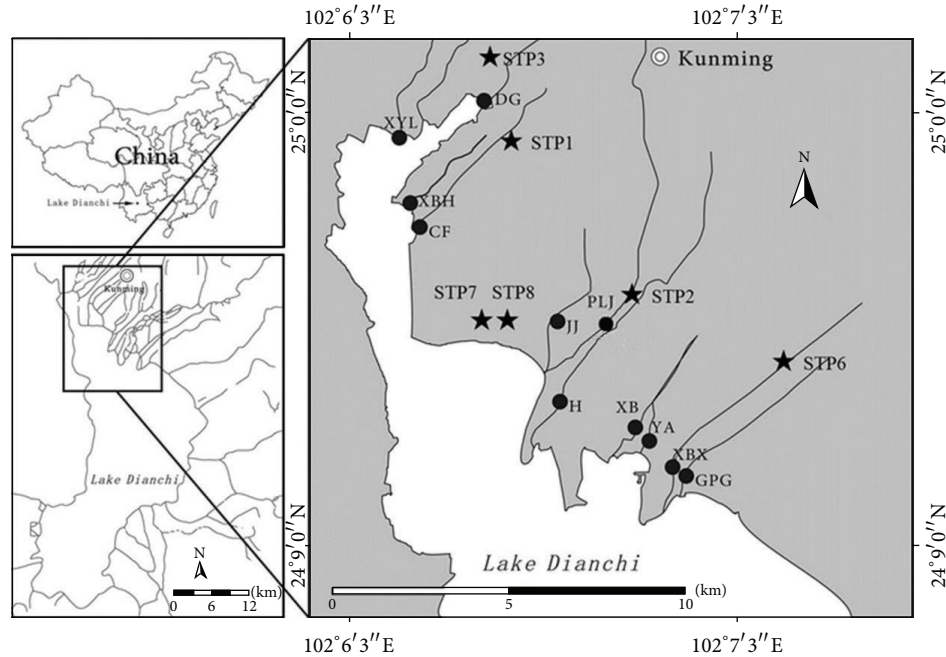 102°6′3″E 102°7′3″E
China
Lake Dianchi
Kunming
Lake Dianchi
N
0 6 12 (km)
25°0′0″N
24°9′0″N
STP3
Kunming
DG
XYL
STP1
N
XBH
CF
STP7 STP8
PLJ STP2
JJ
STP6
H
XB
YA
XBX
GPG
Lake Dianchi
0 5 10 (km)
25°0′0″N
24°9′0″N
102°6′3″E 102°7′3″E